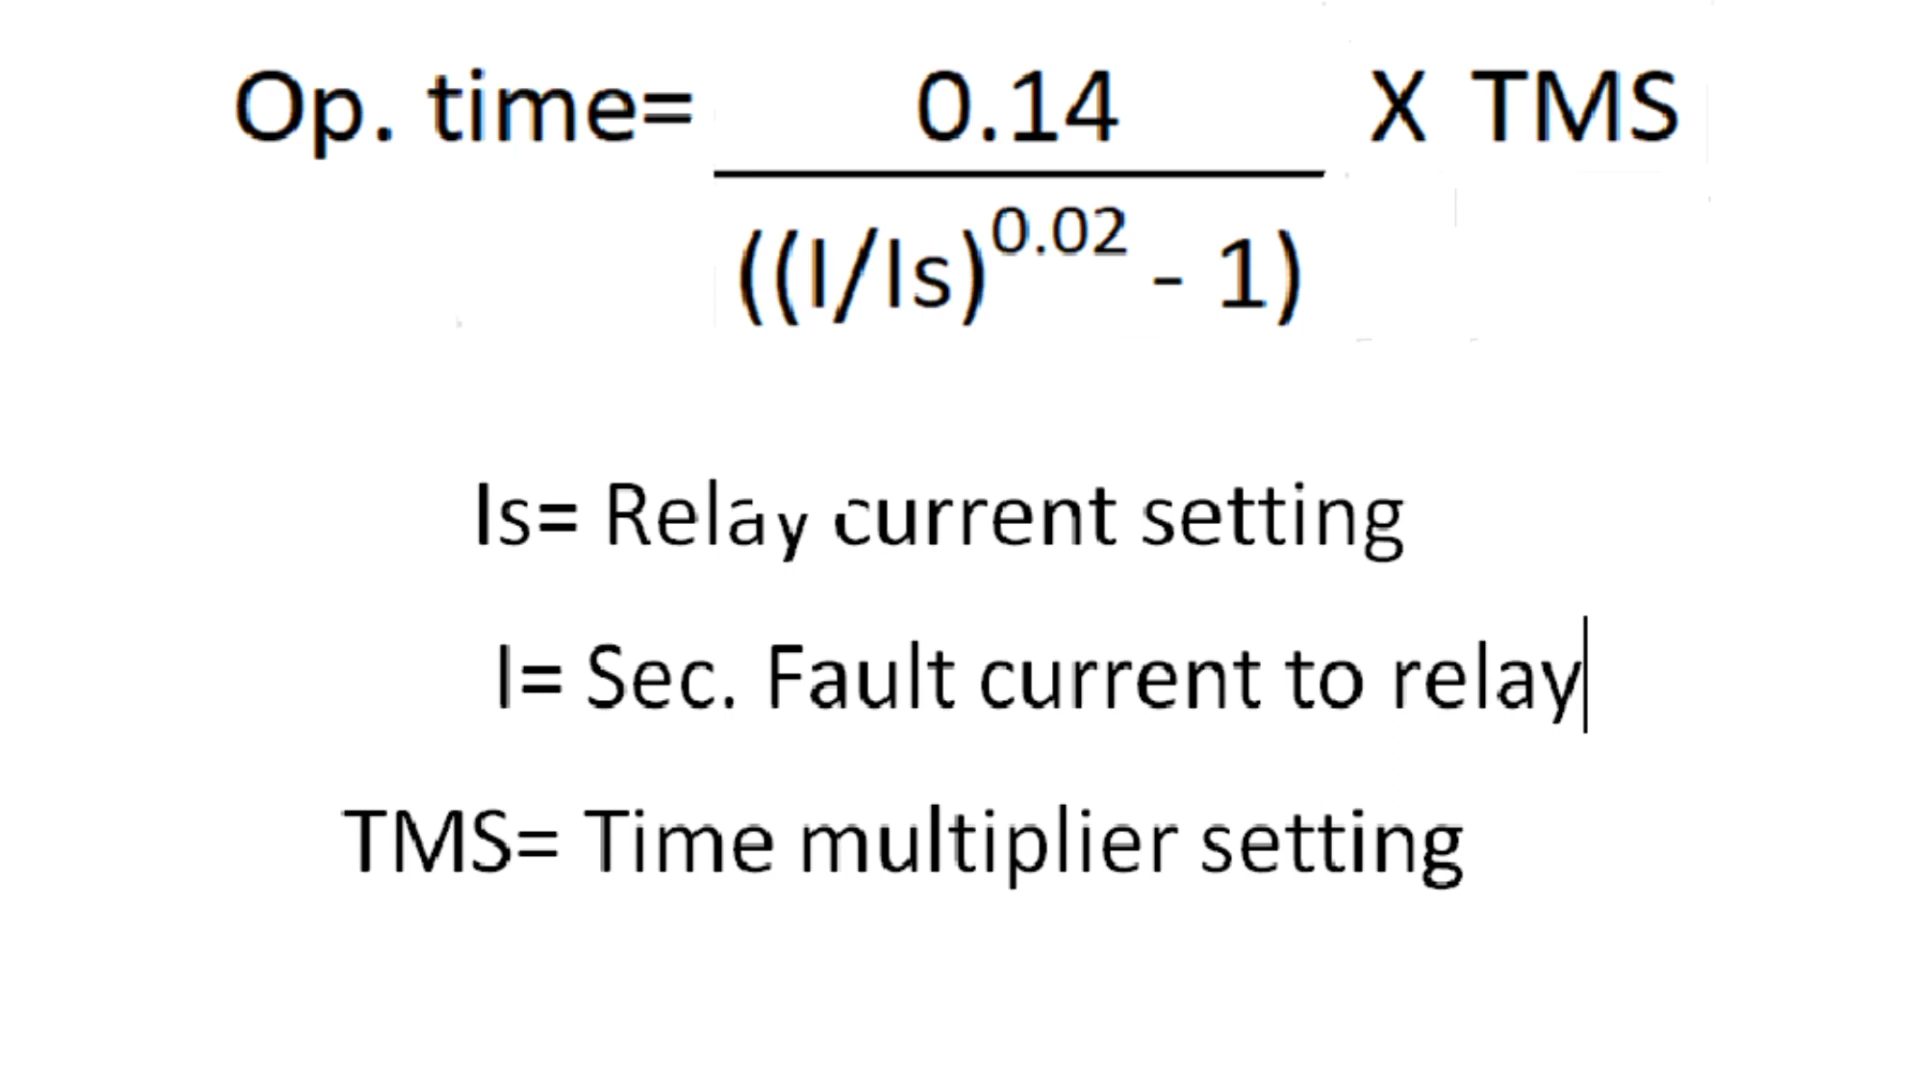 Op. time= 0.14 X TMS
((I/Is)^0.02 - 1)
Is= Relay current setting
I= Sec. Fault current to relay
TMS= Time multiplier setting